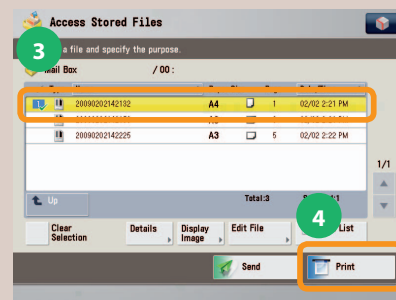 Access Stored Files
3
a file and specify the purpose.
Mail Box / 00 :
20090202142132 A4 1 02/02 2:21 PM
20090202142225 A3 5 02/02 2:22 PM
1/1
Up Total:3
4
Clear Selection
Details
Display Image
Edit File
List
Send
Print